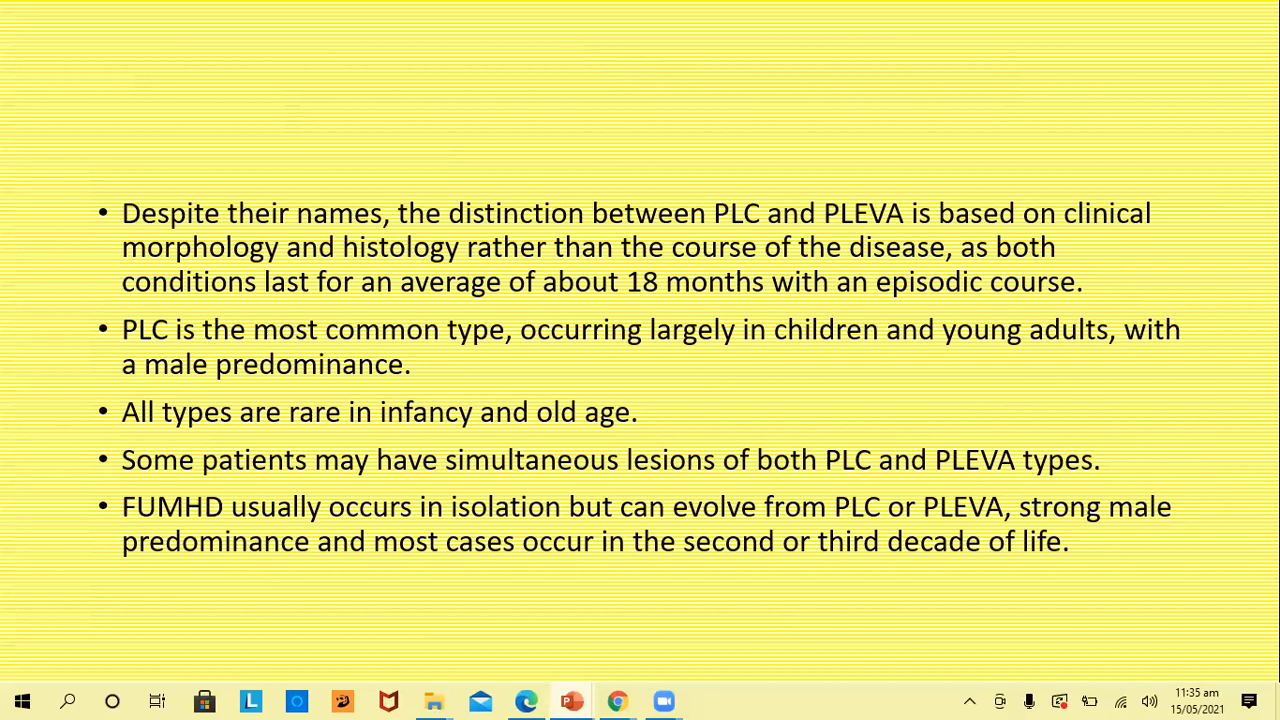 • Despite their names, the distinction between PLC and PLEVA is based on clinical
morphology and histology rather than the course of the disease, as both
conditions last for an average of about 18 months with an episodic course.
• PLC is the most common type, occurring largely in children and young adults, with
a male predominance.
• All types are rare in infancy and old age.
• Some patients may have simultaneous lesions of both PLC and PLEVA types.
• FUMHD usually occurs in isolation but can evolve from PLC or PLEVA, strong male
predominance and most cases occur in the second or third decade of life.
L
11:35 am
15/05/2021